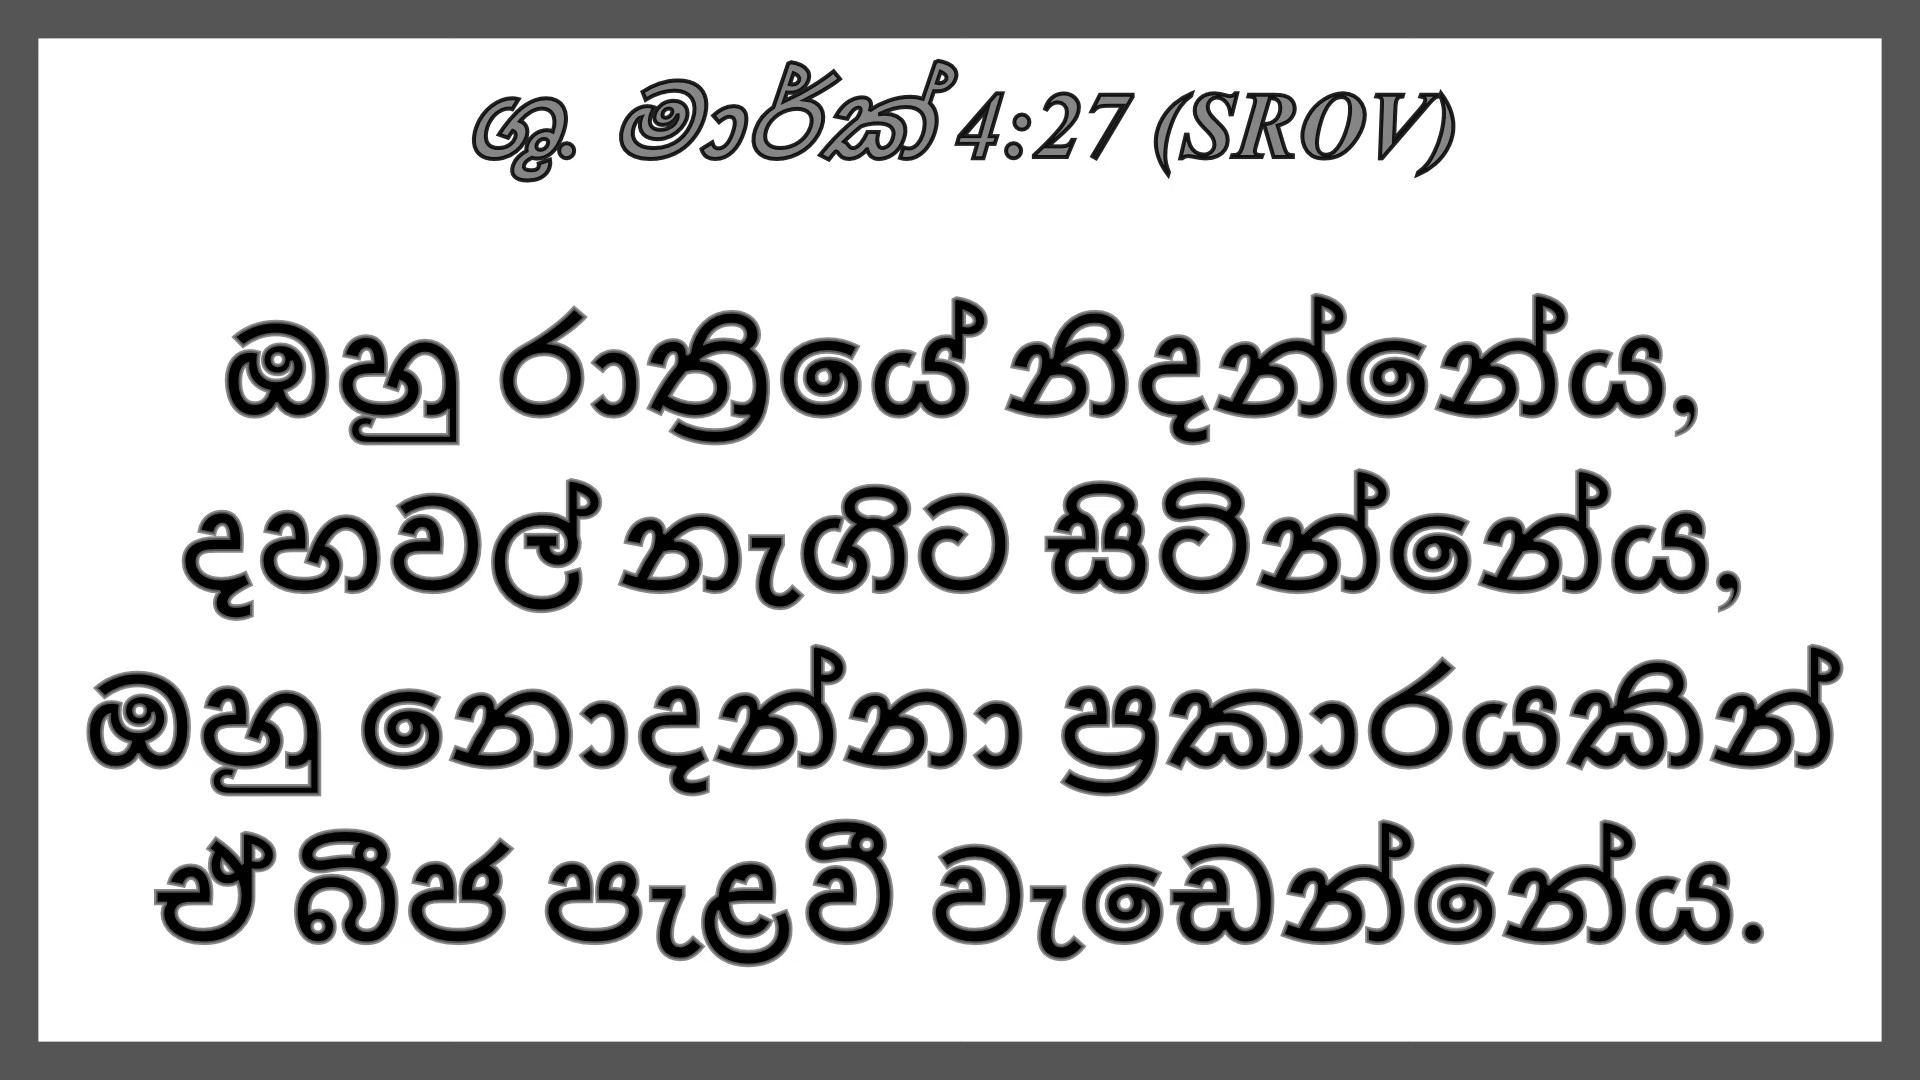 ශු. මාර්ක් 4:27 (SROV)
ඔහු රාත්‍රියේ නිදන්නේය,
දහවල් නැගිට සිටින්නේය,
ඔහු නොදන්නා ප්‍රකාරයකින්
ඒ බීජ පැළවී වැඩෙන්නේය.